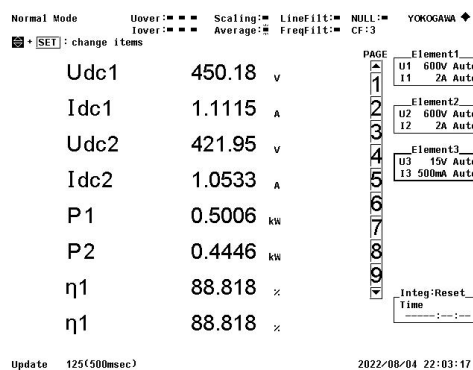 Normal Mode Uover: Scaling: LineFilt: NULL: YOKOGAWA
Iover: Average: FreqFilt: CF:3
+ SET : change items
PAGE
Element1
U1 600V Auto
I1 2A Auto
Element2
U2 600V Auto
I2 2A Auto
Element3
U3 15V Auto
I3 500mA Auto
Udc1 450.18 V
Idc1 1.1115 A
Udc2 421.95 V
Idc2 1.0533 A
P1 0.5006 kW
P2 0.4446 kW
η1 88.818 %
η1 88.818 %
1
2
3
4
5
6
7
8
9
Integ:Reset
Time
-----:--:--
Update 125(500msec) 2022/08/04 22:03:17